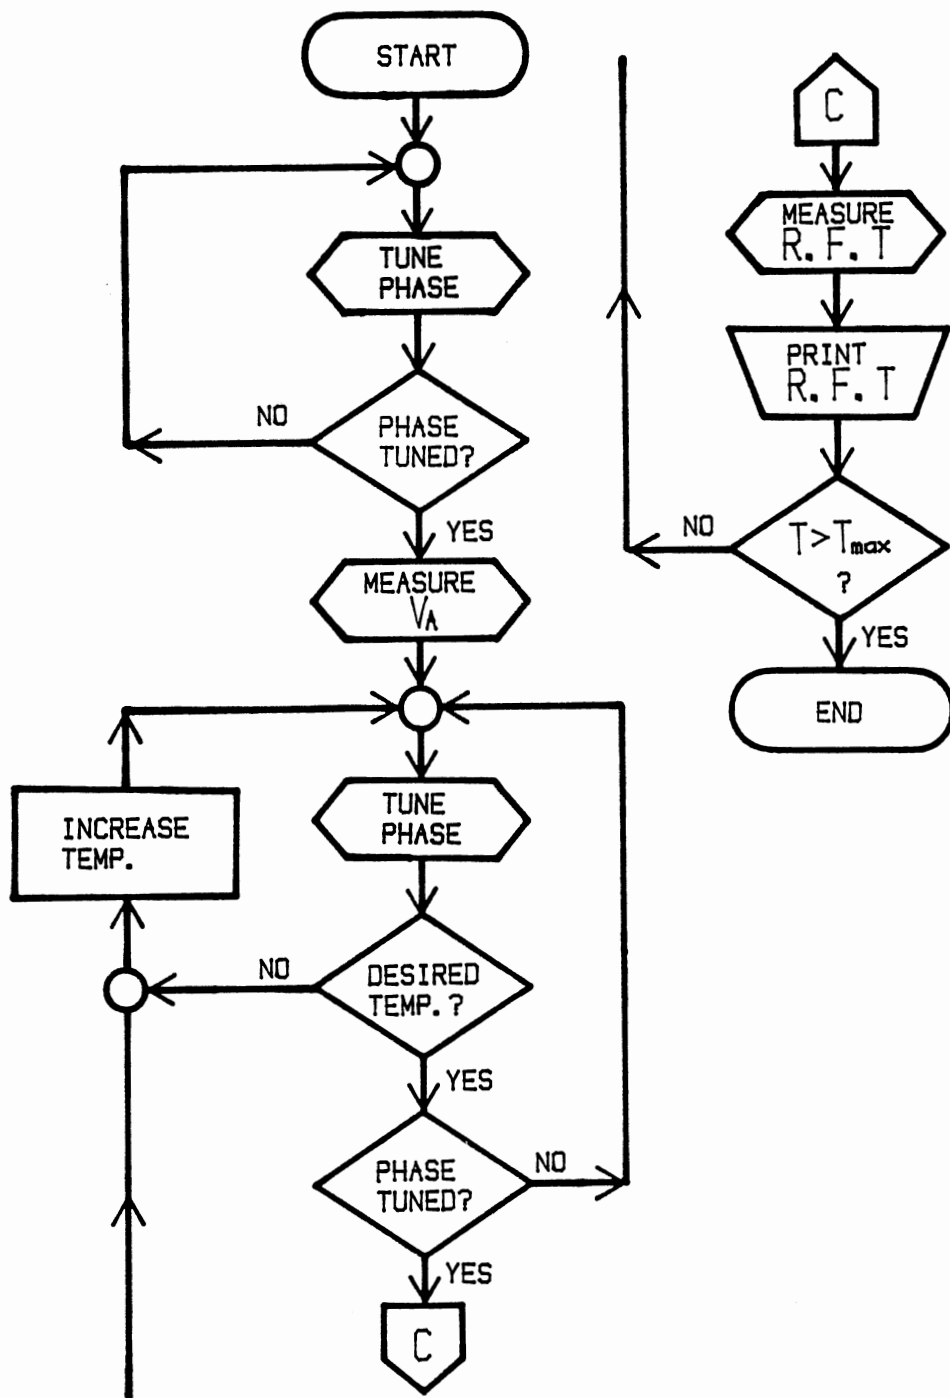 START
TUNE
PHASE
NO
PHASE
TUNED?
YES
MEASURE
VA
TUNE
PHASE
INCREASE
TEMP.
NO
DESIRED
TEMP.?
YES
PHASE
TUNED?
NO
YES
C
C
MEASURE
R.F.T
PRINT
R.F.T
NO
T>Tmax
?
YES
END